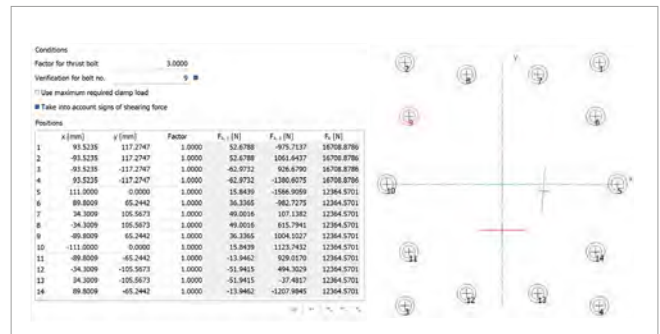 Conditions
Factor for thrust bolt 3.0000
Verification for bolt no. 9
Use maximum required clamp load
Take into account signs of shearing force
Positions
x [mm] y [mm] Factor [N] [N] [N]
1 93.5235 117.2747 1.0000 52.6788 -975.7137 16708.8786
2 -93.5235 117.2747 1.0000 52.6788 1061.6437 16708.8786
3 -93.5235 -117.2747 1.0000 -62.9732 926.6790 16708.8786
4 93.5235 -117.2747 1.0000 -62.9732 -1380.6075 16708.8786
5 111.0000 0.0000 1.0000 15.8439 -1566.9059 12364.5701
6 89.8009 65.2442 1.0000 36.3365 -982.7275 12364.5701
7 34.3009 105.5673 1.0000 49.0016 107.1382 12364.5701
8 -34.3009 105.5673 1.0000 49.0016 615.7941 12364.5701
9 -89.8009 65.2442 1.0000 36.3365 1004.1027 12364.5701
10 -111.0000 0.0000 1.0000 15.8439 1123.7432 12364.5701
11 -89.8009 -65.2442 1.0000 -13.9462 929.0170 12364.5701
12 -34.3009 -105.5673 1.0000 -51.9415 494.3029 12364.5701
13 34.3009 -105.5673 1.0000 -51.9415 -37.4817 12364.5701
14 89.8009 -65.2442 1.0000 -13.9462 -1207.9845 12364.5701
y
2
8
7
1
9
6
10
5
x
11
14
3
12
13
4